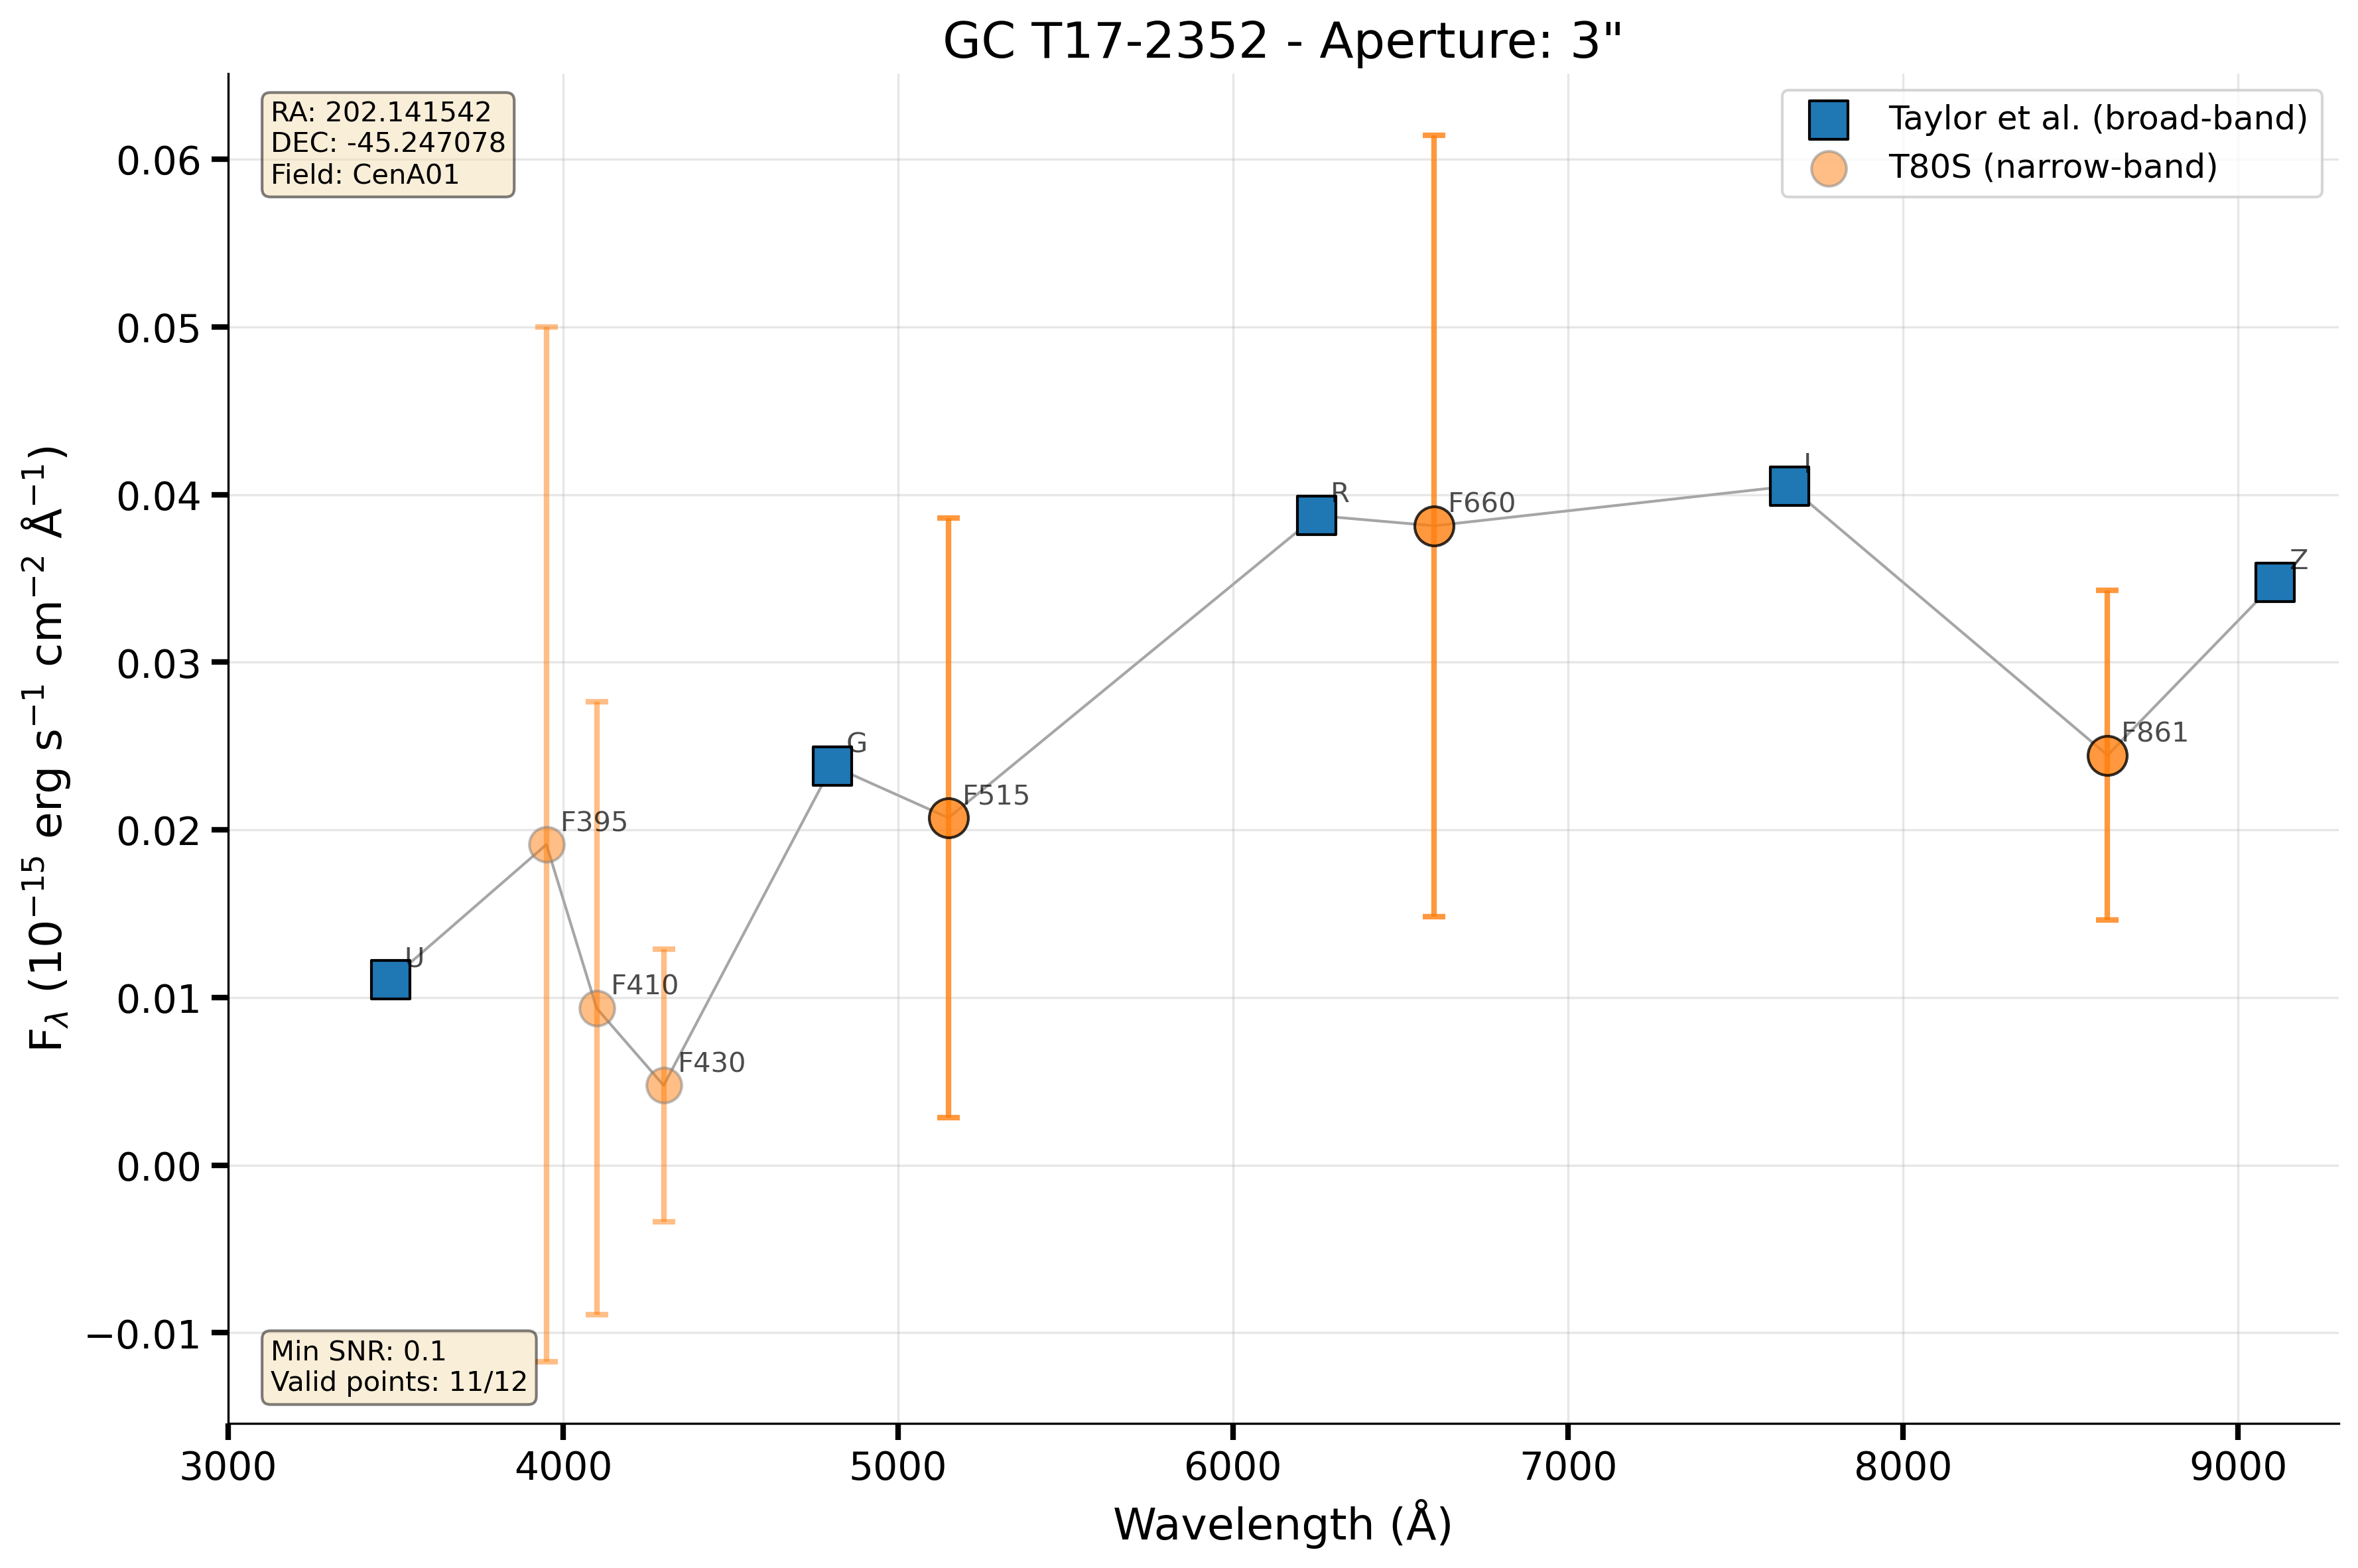 GC T17-2352 - Aperture: 3"
RA: 202.141542
DEC: -45.247078
Field: CenA01
Taylor et al. (broad-band)
T80S (narrow-band)
0.06
0.05
0.04
0.03
0.02
0.01
0.00
−0.01
F_λ (10⁻¹⁵ erg s⁻¹ cm⁻² Å⁻¹)
U
F395
F410
F430
G
F515
R
F660
I
F861
Z
Min SNR: 0.1
Valid points: 11/12
3000 4000 5000 6000 7000 8000 9000
Wavelength (Å)